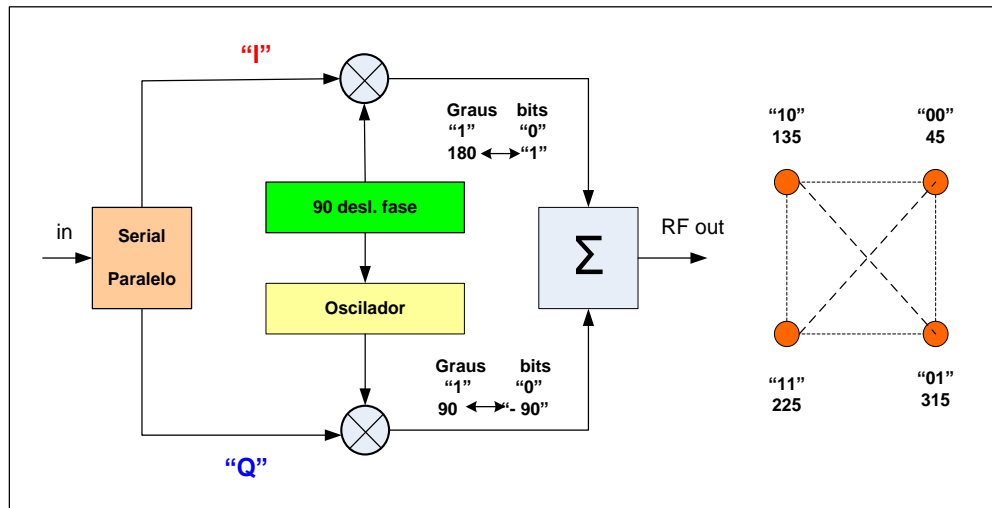 “I”
Graus bits
“1” “0”
180 “1”
“10” “00”
135 45
90 desl. fase
in
Serial
Paralelo
Σ
RF out
Oscilador
Graus bits
“1” “0”
90 “- 90”
“11” “01”
225 315
“Q”